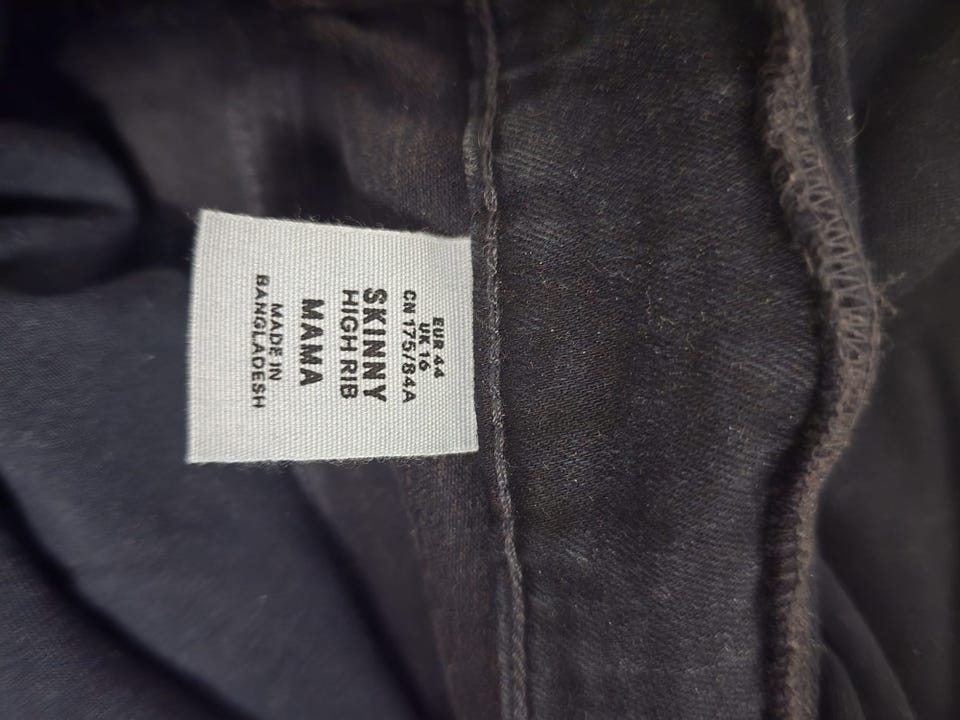 EUR 44
UK 16
CN 175/84A
SKINNY
HIGH RIB
MAMA
MADE IN
BANGLADESH